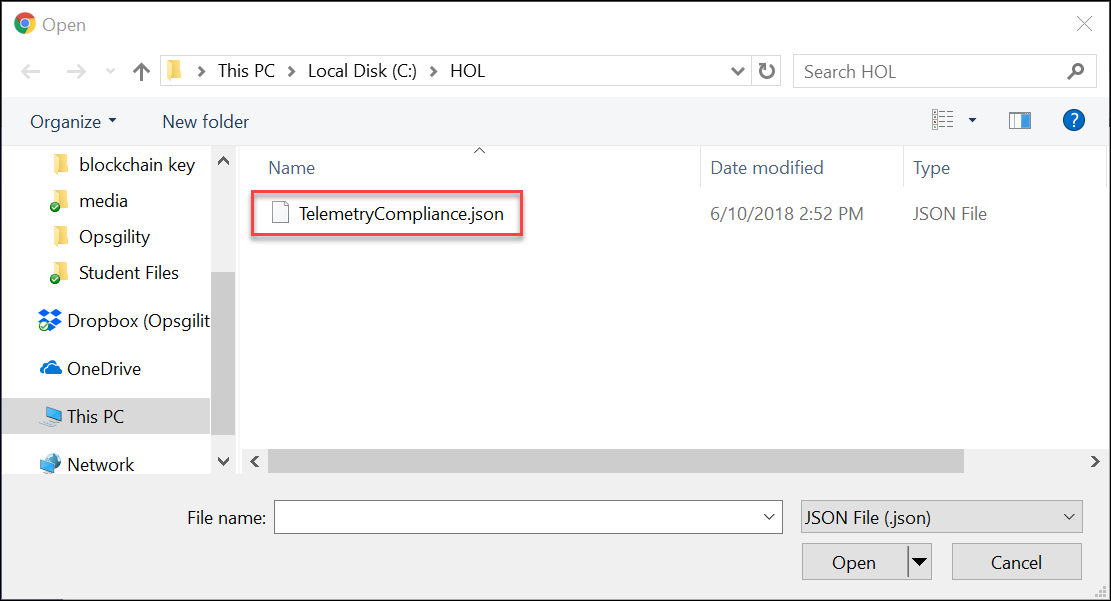 Open
This PC > Local Disk (C:) > HOL
Search HOL
Organize
New folder
?
Name
Date modified
Type
blockchain key
media
Opsgility
Student Files
Dropbox (Opsgilit
OneDrive
This PC
Network
TelemetryCompliance.json
6/10/2018 2:52 PM
JSON File
File name:
JSON File (.json)
Open
Cancel